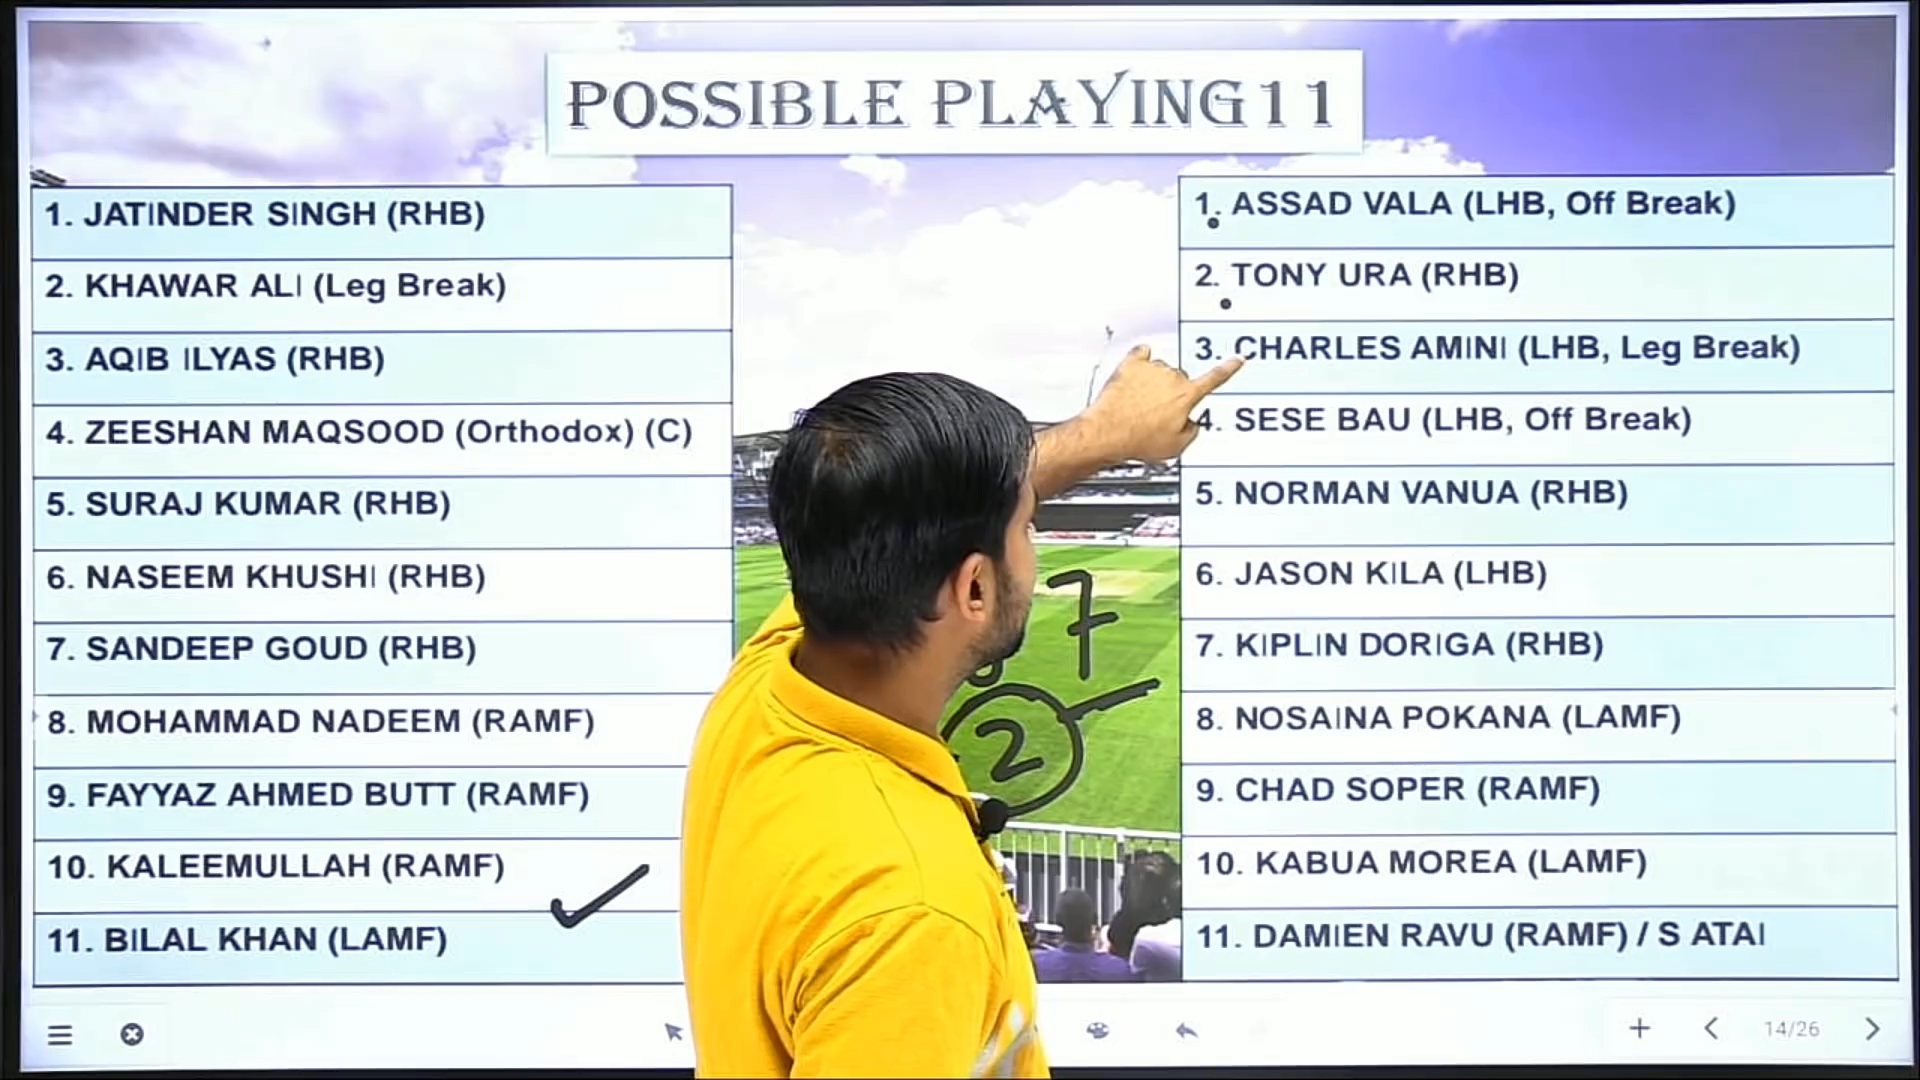 POSSIBLE PLAYING11
1. JATINDER SINGH (RHB)
2. KHAWAR ALI (Leg Break)
3. AQIB ILYAS (RHB)
4. ZEESHAN MAQSOOD (Orthodox) (C)
5. SURAJ KUMAR (RHB)
6. NASEEM KHUSHI (RHB)
7. SANDEEP GOUD (RHB)
8. MOHAMMAD NADEEM (RAMF)
9. FAYYAZ AHMED BUTT (RAMF)
10. KALEEMULLAH (RAMF)
11. BILAL KHAN (LAMF)
7
2
1. ASSAD VALA (LHB, Off Break)
2. TONY URA (RHB)
3. CHARLES AMINI (LHB, Leg Break)
4. SESE BAU (LHB, Off Break)
5. NORMAN VANUA (RHB)
6. JASON KILA (LHB)
7. KIPLIN DORIGA (RHB)
8. NOSAINA POKANA (LAMF)
9. CHAD SOPER (RAMF)
10. KABUA MOREA (LAMF)
11. DAMIEN RAVU (RAMF) / S ATAI
14/26